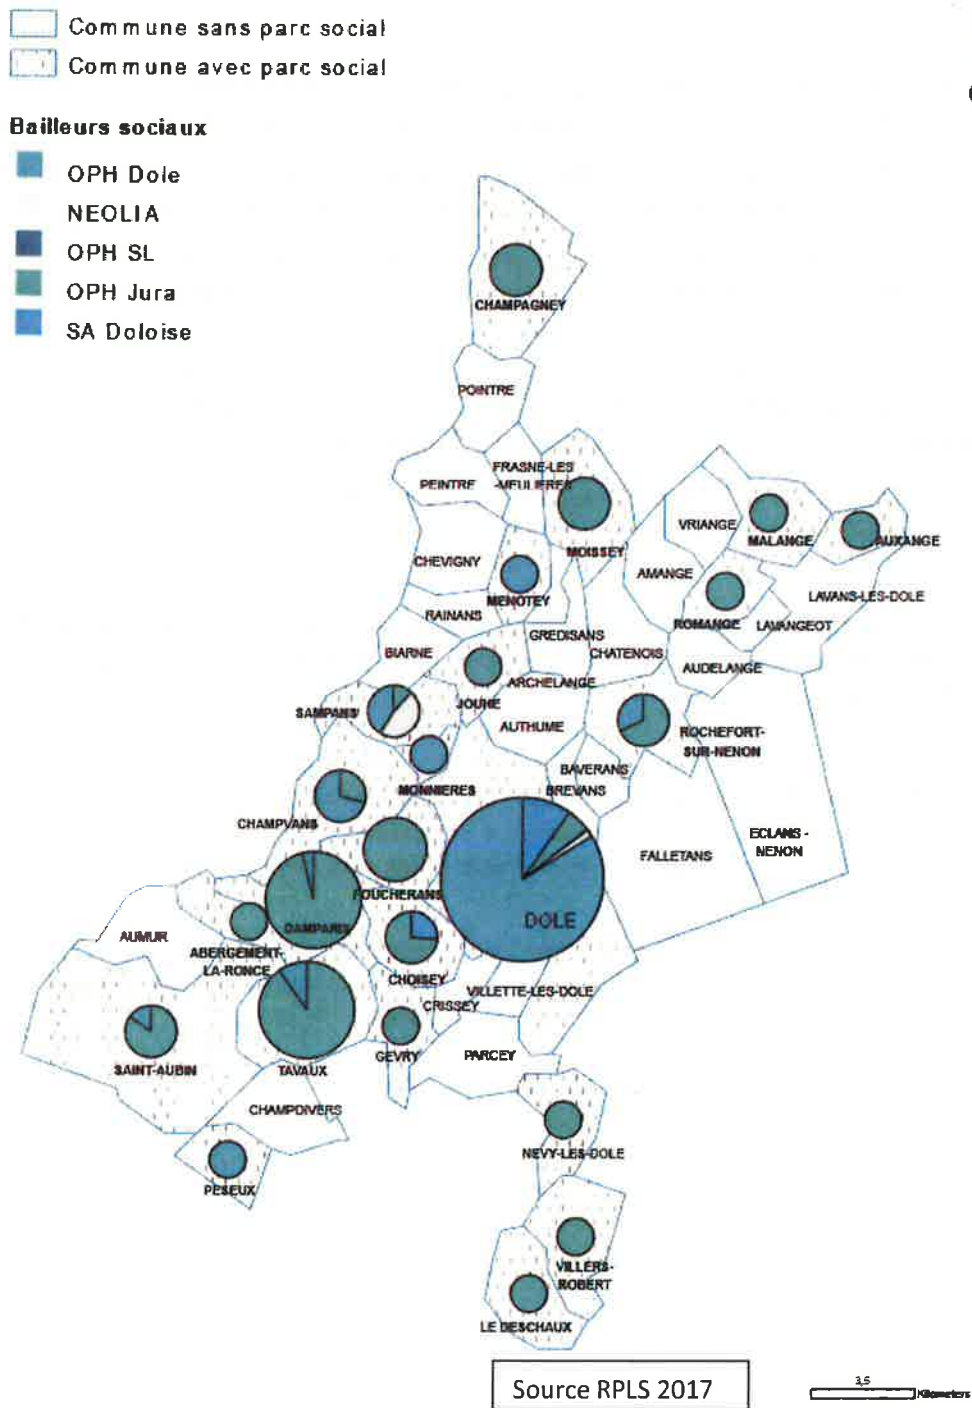 Commune sans parc social
Commune avec parc social
Bailleurs sociaux
OPH Dole
NEOLIA
OPH SL
OPH Jura
SA Doloise
CHAMPAGNEY
POINTRE
FRASNE-LES
-MEULIERES
PEINTRE
VRIANGE
MALANGE
AUXANGE
MOISSEY
CHEVIGNY
AMANGE
MENOTEY
LAVANS-LES-DOLE
RAINANS
ROMANGE
LAVANGEOT
GREDISANS
BIARNE
CHATENOIS
AUDELANGE
ARCHELANGE
JOUHE
SAMPANS
AUTHUME
ROCHEFORT-
SUR-NENON
BAVERANS
MONNIERES
BREVANS
CHAMPVANS
ECLANS -
NENON
FALLETANS
FOUCHERANS
DOLE
DAMPARIS
AUMUR
ABERGEMENT-
LA-RONCE
CHOISEY
VILLETTE-LES-DOLE
CRISSEY
GEVRY
PARCEY
SAINT-AUBIN
TAVAUX
CHAMPDIVERS
NEVY-LES-DOLE
PESEUX
VILLERS-
ROBERT
LE DESCHAUX
Source RPLS 2017
3,5
Kilometers